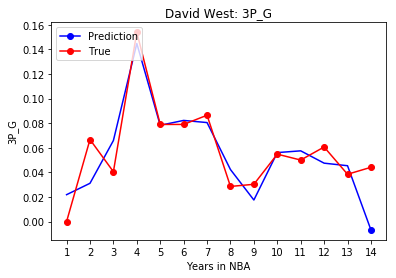 David West: 3P_G
Prediction
True
3P_G
0.16
0.14
0.12
0.10
0.08
0.06
0.04
0.02
0.00
1 2 3 4 5 6 7 8 9 10 11 12 13 14
Years in NBA